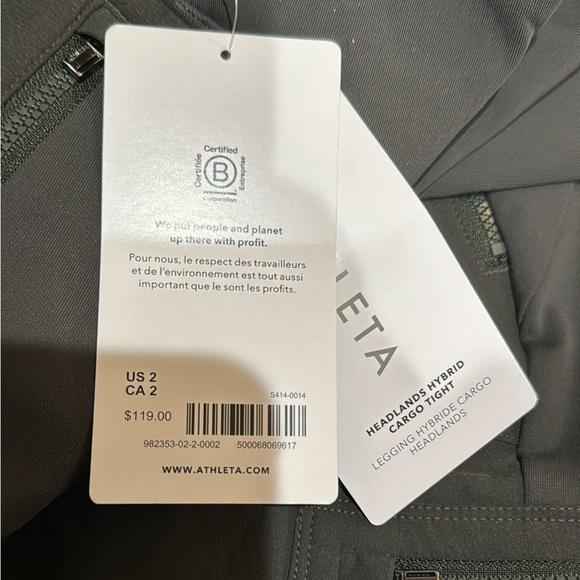 Certified
Certifiée
B
Entreprise
Corporation
We put people and planet
up there with profit.
Pour nous, le respect des travailleurs
et de l'environnement est tout aussi
important que le sont les profits.
US 2
CA 2
S414-0014
$119.00
982353-02-2-0002 500068069617
WWW.ATHLETA.COM
HLETA
HEADLANDS HYBRID
CARGO TIGHT
LEGGING HYBRIDE CARGO
HEADLANDS